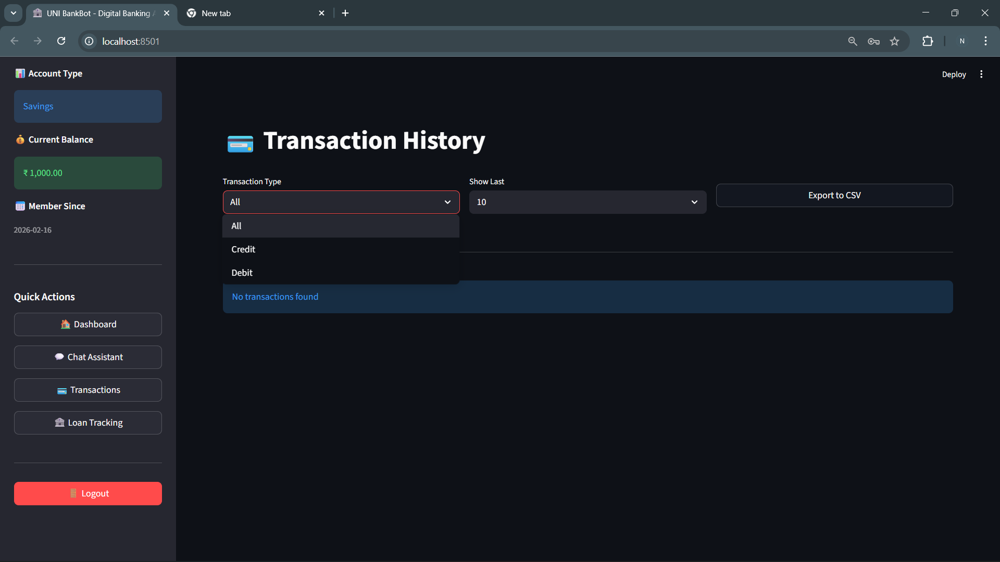 UNI BankBot - Digital Banking
New tab
localhost:8501
N
Account Type
Savings
Current Balance
₹ 1,000.00
Member Since
2026-02-16
Quick Actions
Dashboard
Chat Assistant
Transactions
Loan Tracking
Logout
Deploy
Transaction History
Transaction Type
All
All
Credit
Debit
Show Last
10
Export to CSV
No transactions found